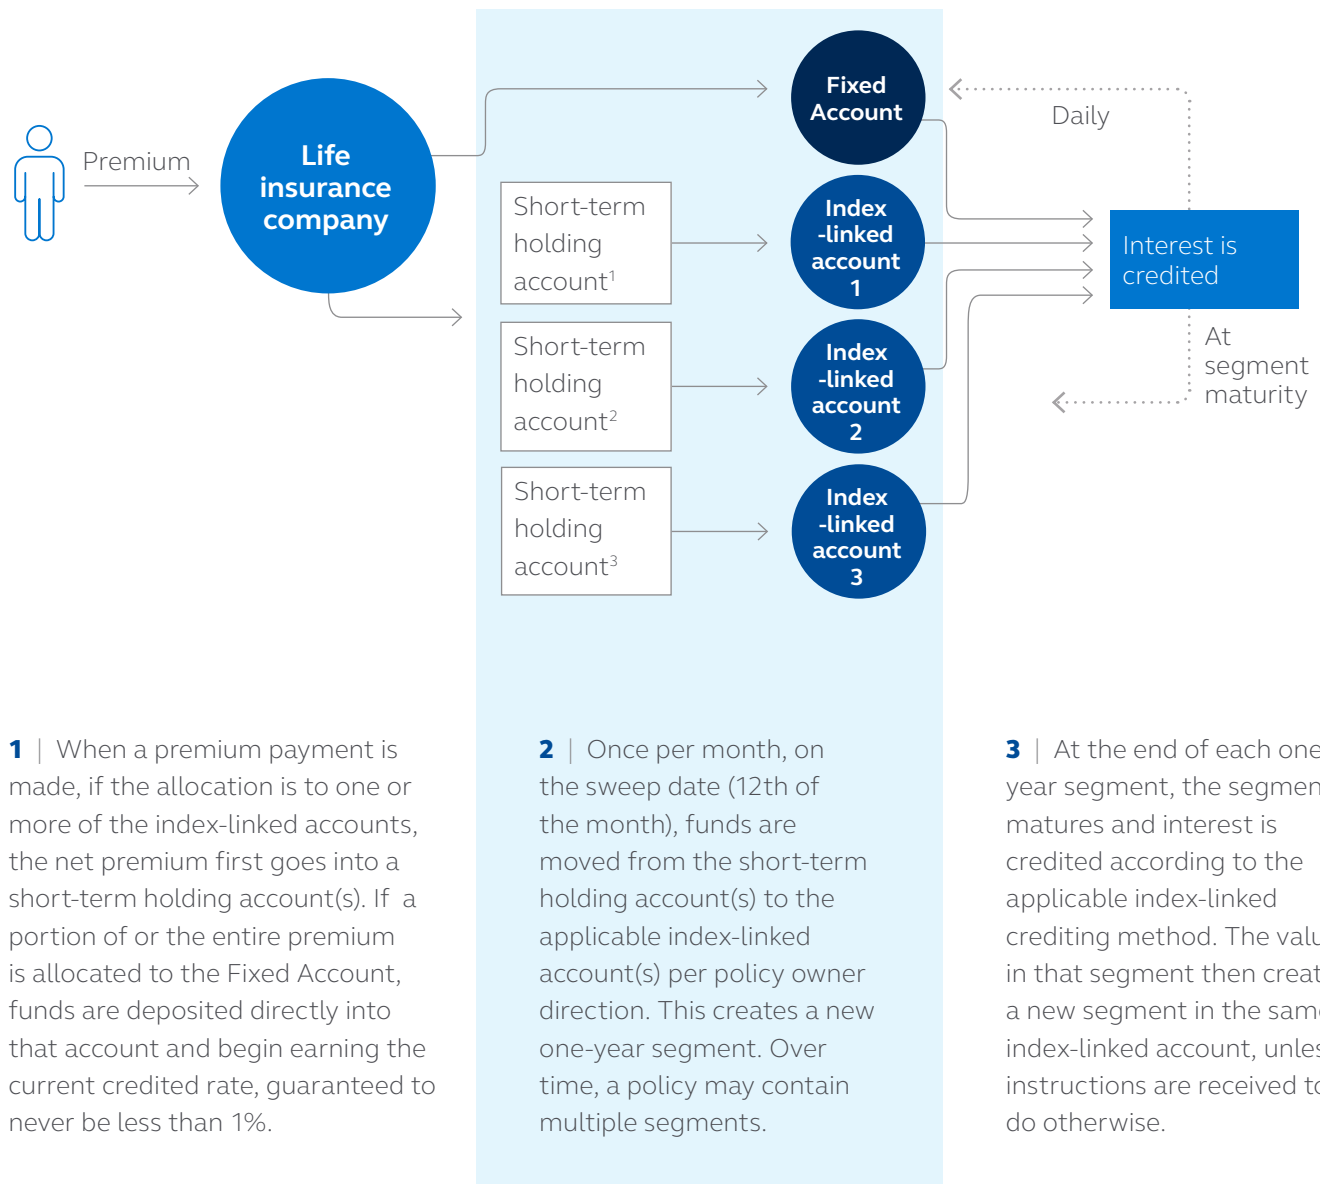 Premium
Life
insurance
company
Fixed
Account
Daily
Short-term
holding
account¹
Index
-linked
account
1
Interest is
credited
Short-term
holding
account²
Index
-linked
account
2
At
segment
maturity
Short-term
holding
account³
Index
-linked
account
3
1 | When a premium payment is
made, if the allocation is to one or
more of the index-linked accounts,
the net premium first goes into a
short-term holding account(s). If a
portion of or the entire premium
is allocated to the Fixed Account,
funds are deposited directly into
that account and begin earning the
current credited rate, guaranteed to
never be less than 1%.
2 | Once per month, on
the sweep date (12th of
the month), funds are
moved from the short-term
holding account(s) to the
applicable index-linked
account(s) per policy owner
direction. This creates a new
one-year segment. Over
time, a policy may contain
multiple segments.
3 | At the end of each one
year segment, the segmen
matures and interest is
credited according to the
applicable index-linked
crediting method. The valu
in that segment then creat
a new segment in the same
index-linked account, unles
instructions are received to
do otherwise.